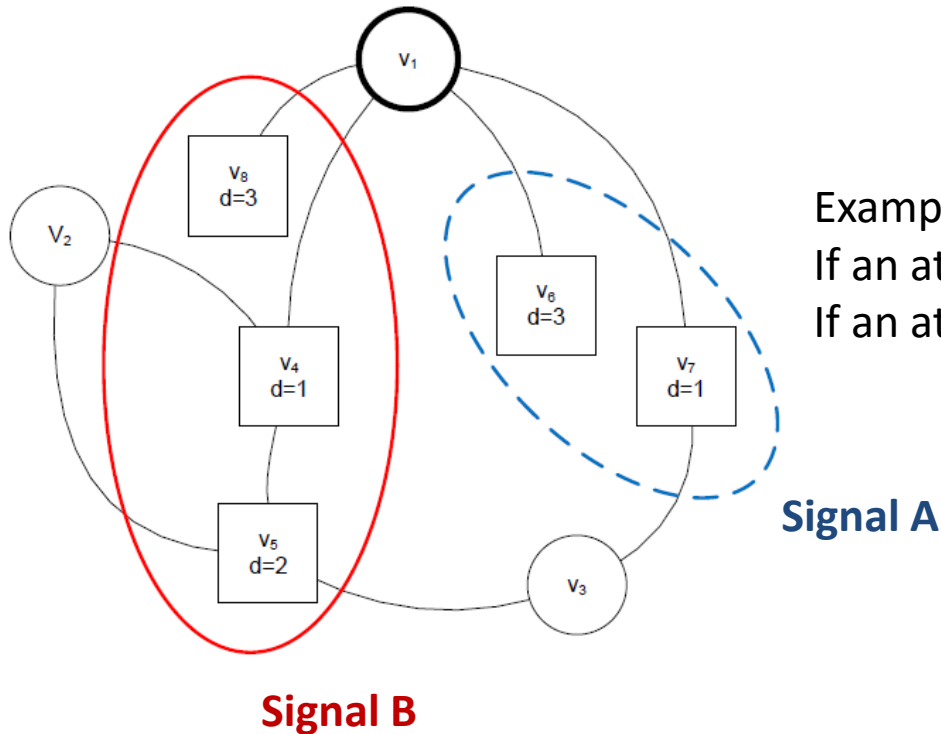 v₁
v₈
d=3
V₂
v₆
d=3
v₄
d=1
v₇
d=1
v₅
d=2
v₃
Examp
If an at
If an at
Signal A
Signal B